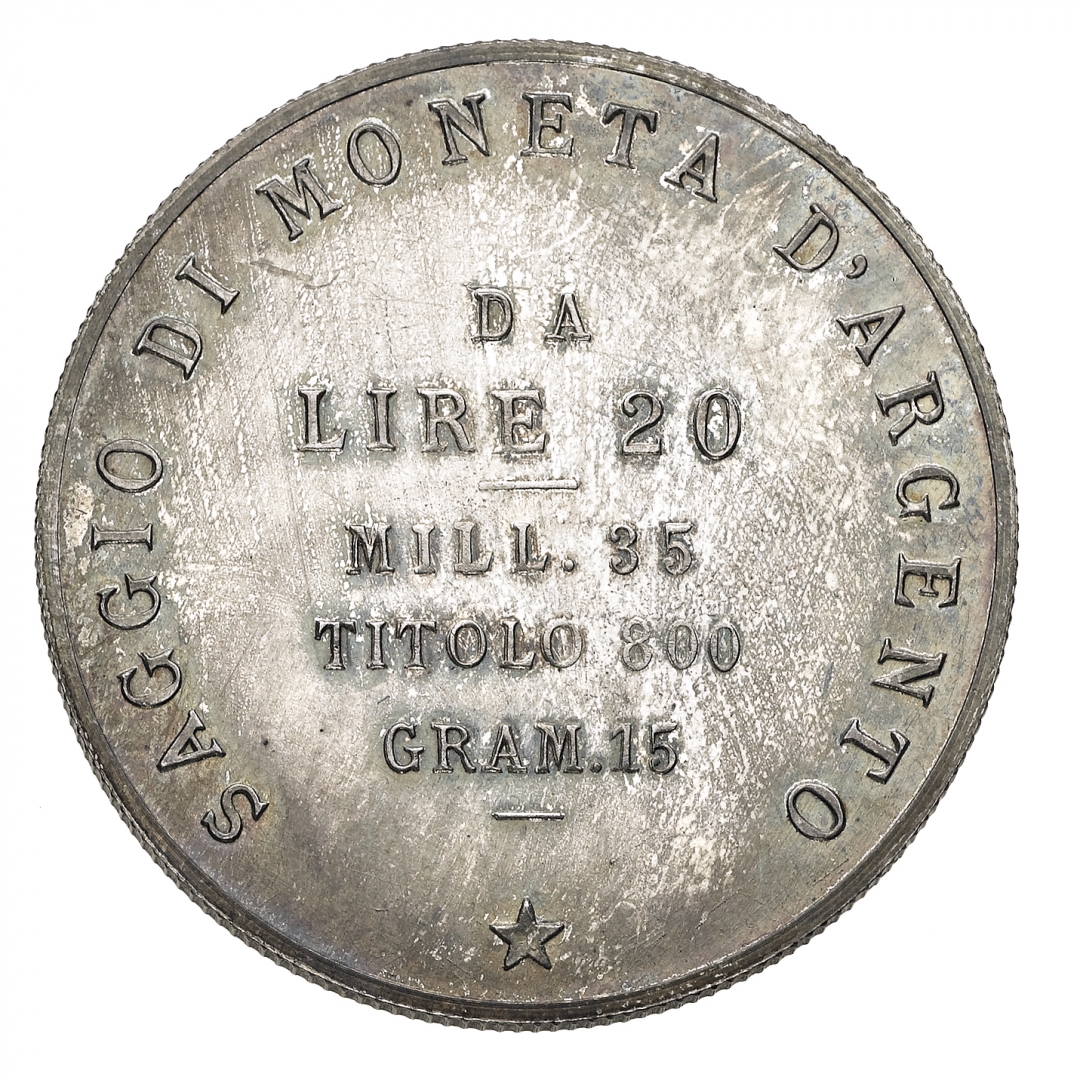 SAGGIO DI MONETA D'ARGENTO
DA
LIRE 20
MILL. 35
TITOLO 800
GRAM.15